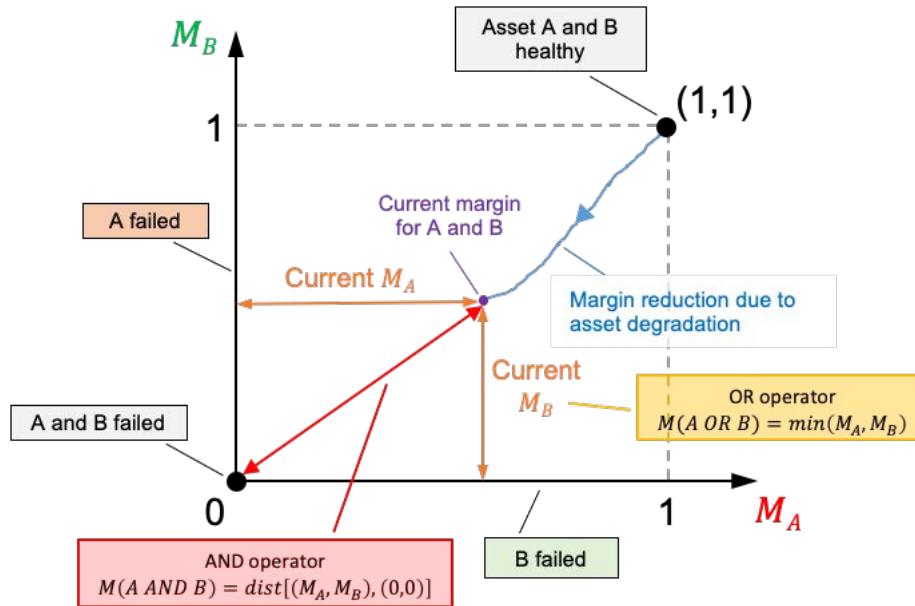 M_B
Asset A and B
healthy
(1,1)
1
Current margin
for A and B
A failed
Current M_A
Margin reduction due to
asset degradation
Current
M_B
OR operator
M(A OR B) = min(M_A, M_B)
A and B failed
0
1
M_A
AND operator
M(A AND B) = dist[(M_A, M_B), (0,0)]
B failed